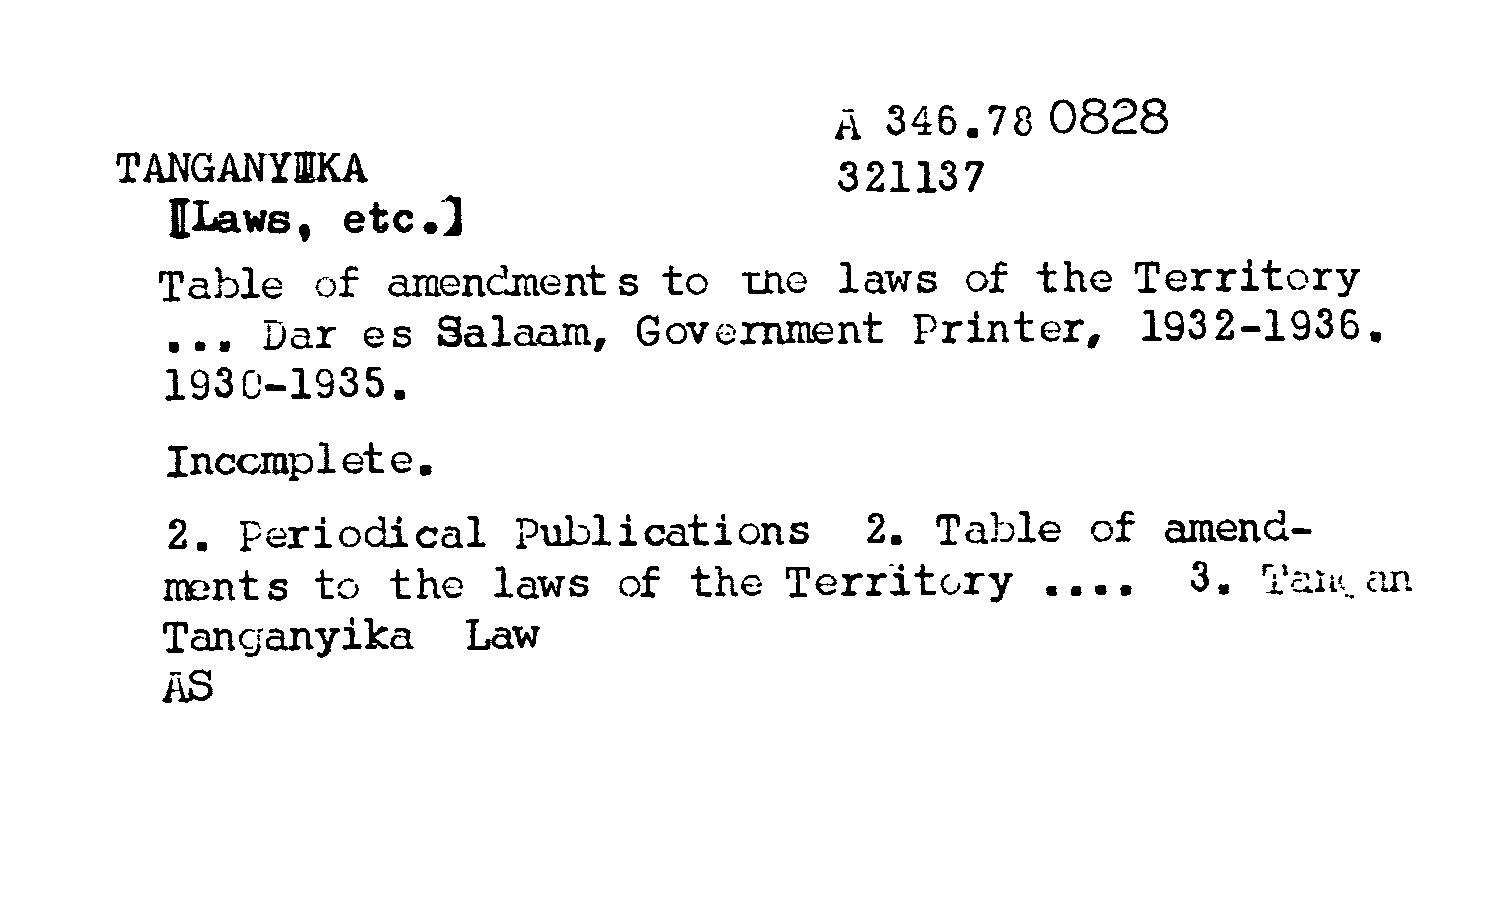 A 346.78 0828
TANGANYIKA
321137
[Laws, etc.]
Table of amendments to the laws of the Territory
... Dar es Salaam, Government Printer, 1932-1936.
1930-1935.
Incomplete.
2. Periodical Publications 2. Table of amend-
ments to the laws of the Territory .... 3.
Tanganyika Law
AS